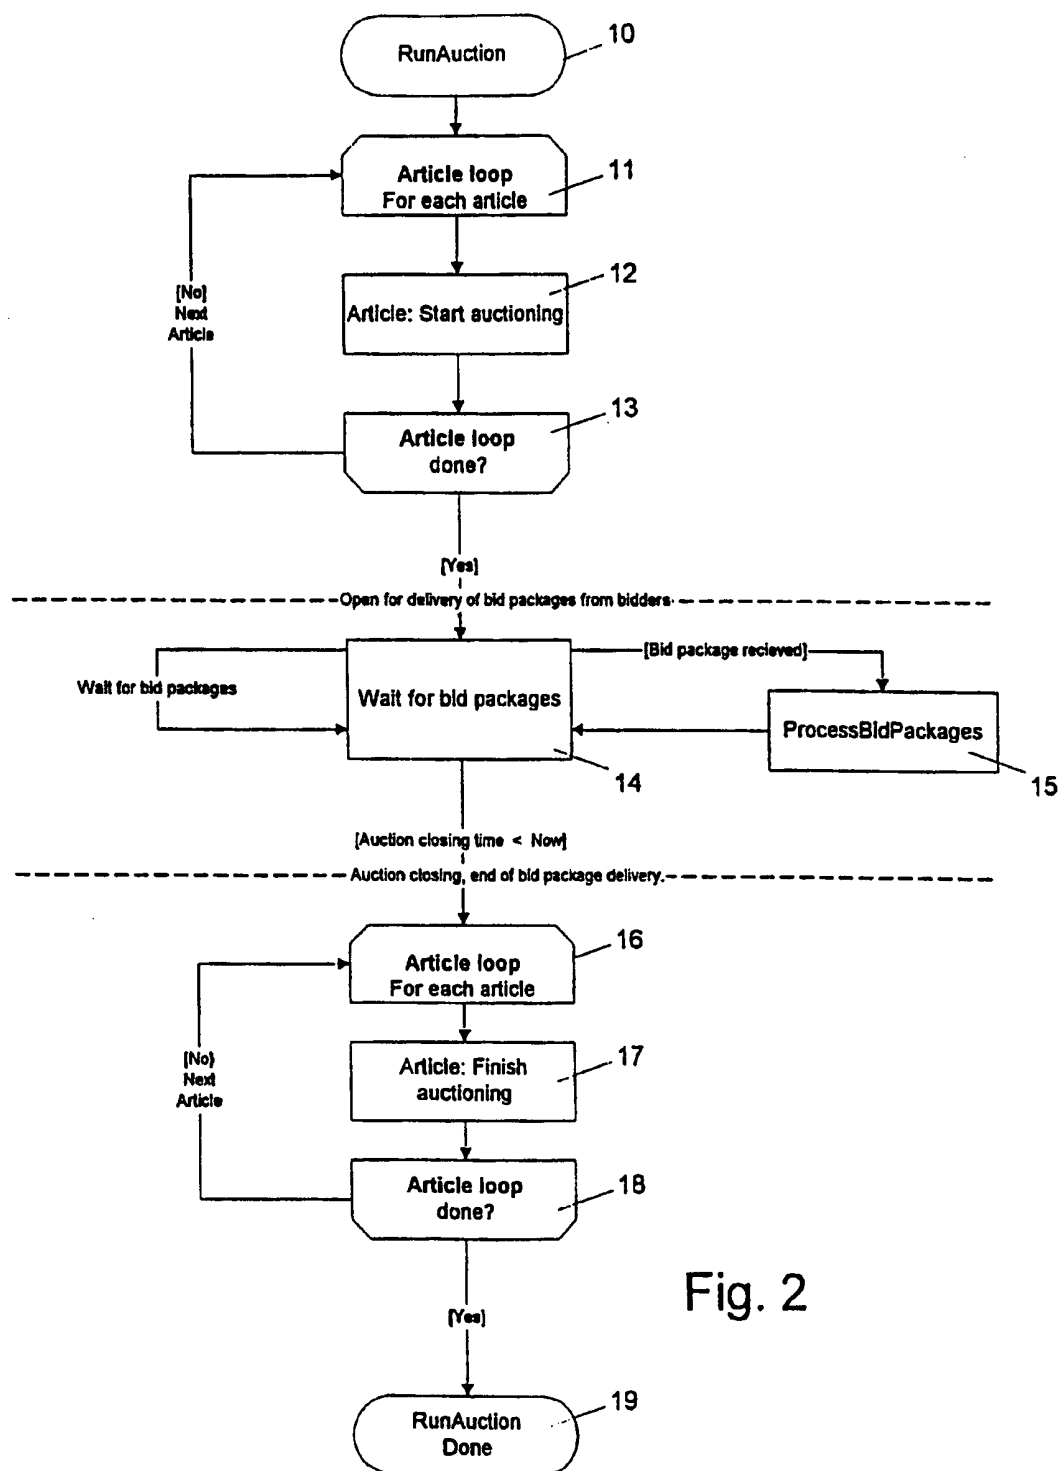 10
RunAuction
Article loop
For each article
11
12
Article: Start auctioning
[No]
Next
Article
13
Article loop
done?
[Yes]
Open for delivery of bid packages from bidders
[Bid package recieved]
Wait for bid packages
Wait for bid packages
ProcessBidPackages
14
15
[Auction closing time < Now]
Auction closing, end of bid package delivery.
16
Article loop
For each article
17
Article: Finish
auctioning
[No]
Next
Article
18
Article loop
done?
Fig. 2
[Yes]
19
RunAuction
Done